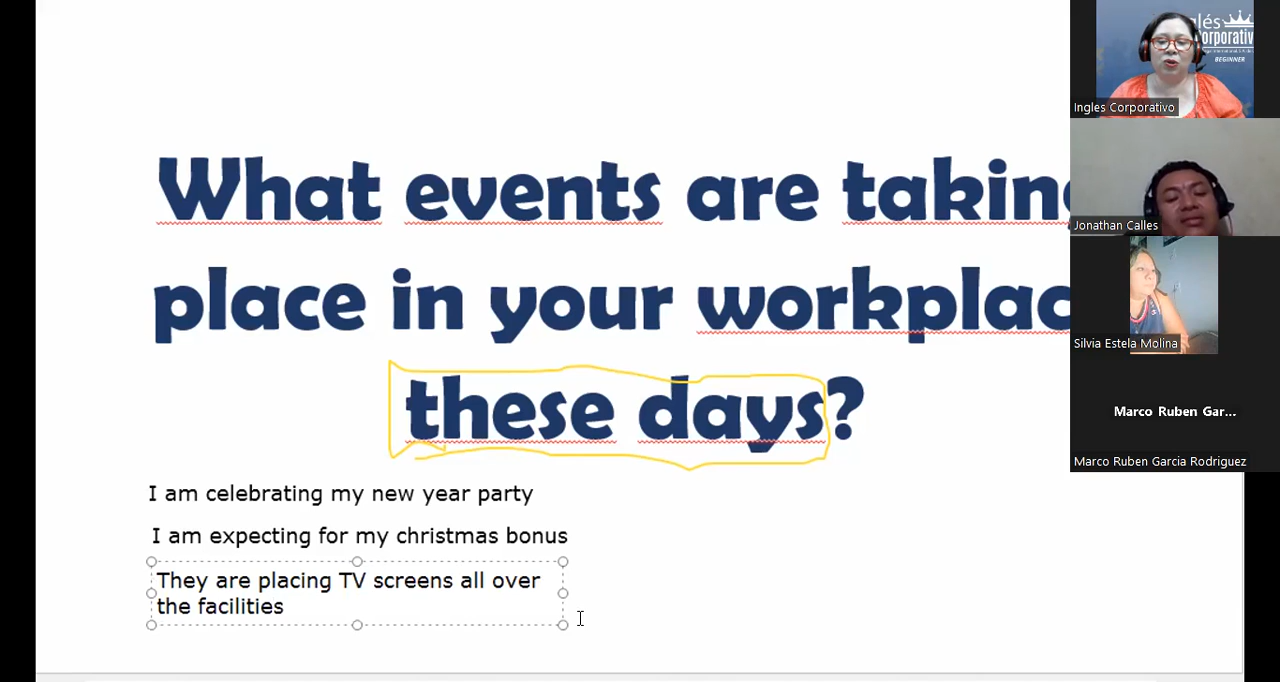 What events are taking
place in your workplac
these days?
I am celebrating my new year party
I am expecting for my christmas bonus
They are placing TV screens all over
the facilities
BEGINNER
Ingles Corporativo
Jonathan Calles
Silvia Estela Molina
Marco Ruben Gar...
Marco Ruben Garcia Rodriguez